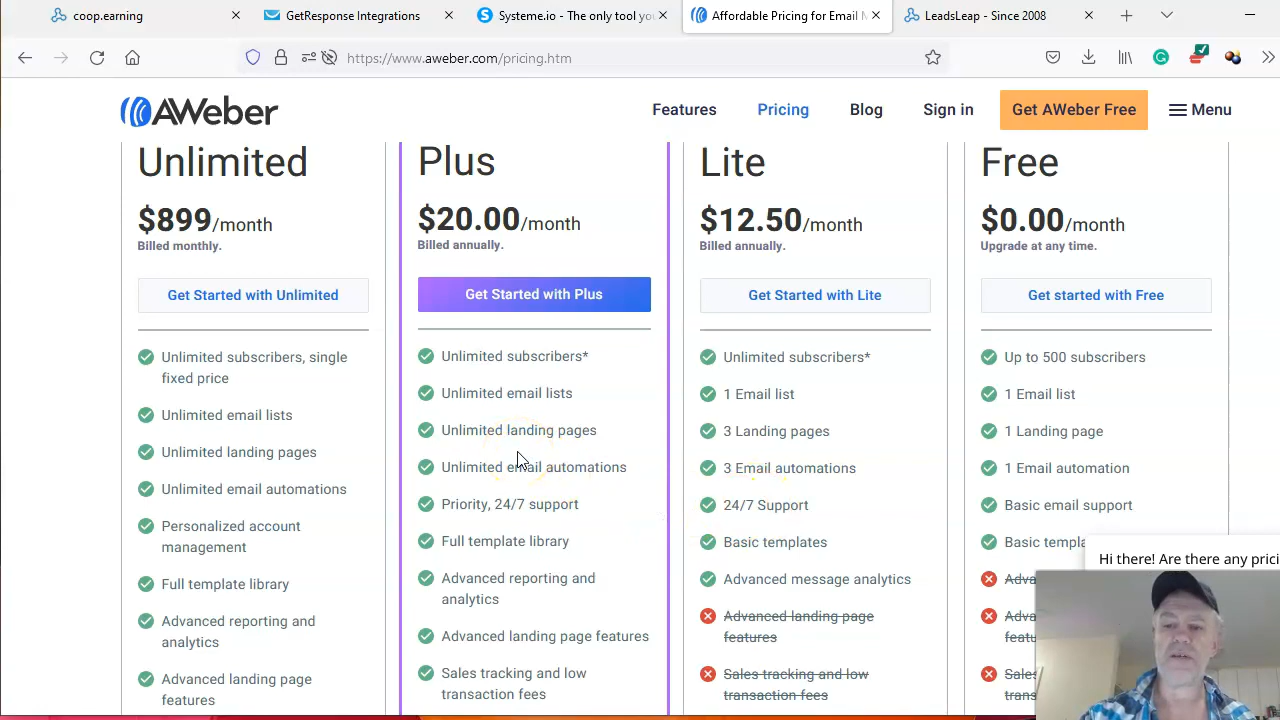 coop.earning
GetResponse Integrations
Systeme.io - The only tool you
Affordable Pricing for Email M
LeadsLeap - Since 2008
https://www.aweber.com/pricing.htm
AWeber
Features
Pricing
Blog
Sign in
Get AWeber Free
Menu
Unlimited
$899/month
Billed monthly.
Get Started with Unlimited
Unlimited subscribers, single
fixed price
Unlimited email lists
Unlimited landing pages
Unlimited email automations
Personalized account
management
Full template library
Advanced reporting and
analytics
Advanced landing page
features
Plus
$20.00/month
Billed annually.
Get Started with Plus
Unlimited subscribers*
Unlimited email lists
Unlimited landing pages
Unlimited email automations
Priority, 24/7 support
Full template library
Advanced reporting and
analytics
Advanced landing page features
Sales tracking and low
transaction fees
Lite
$12.50/month
Billed annually.
Get Started with Lite
Unlimited subscribers*
1 Email list
3 Landing pages
3 Email automations
24/7 Support
Basic templates
Advanced message analytics
Advanced landing page
features
Sales tracking and low
transaction fees
Free
$0.00/month
Upgrade at any time.
Get started with Free
Up to 500 subscribers
1 Email list
1 Landing page
1 Email automation
Basic email support
Basic templa
Adva
Adva
featu
Sales
trans
Hi there! Are there any prici